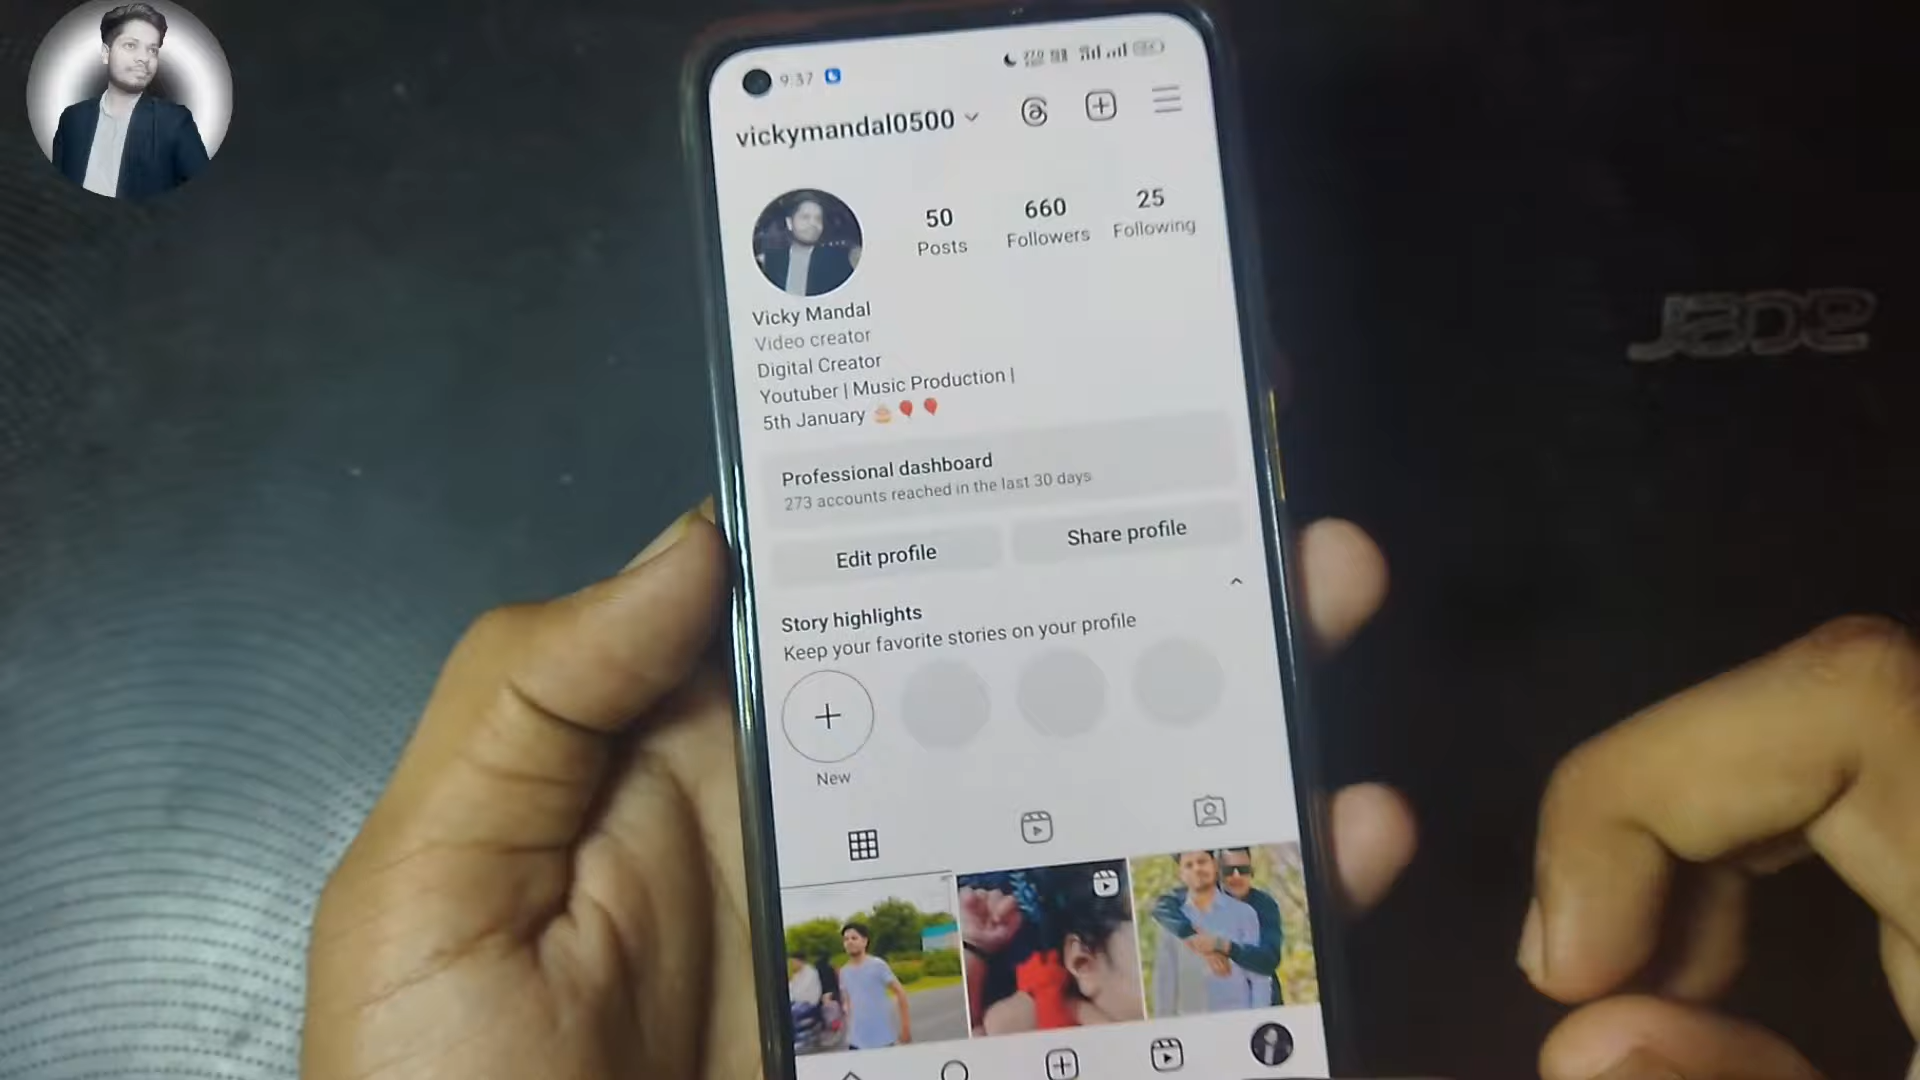 9:37
vickymandal0500
50 660 25
Posts Followers Following
Vicky Mandal
Video creator
Digital Creator
Youtuber | Music Production |
5th January 🎂🎈🎈
Professional dashboard
273 accounts reached in the last 30 days
Edit profile Share profile
Story highlights
Keep your favorite stories on your profile
New